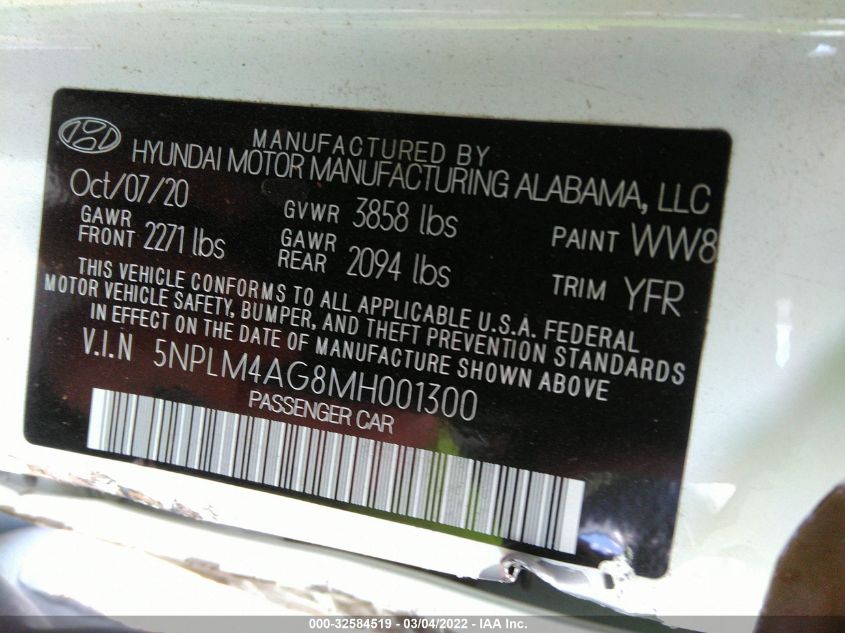 MANUFACTURED BY
HYUNDAI MOTOR MANUFACTURING ALABAMA, LLC
Oct/07/20
GVWR 3858 lbs
PAINT WW8
GAWR FRONT 2271 lbs
GAWR REAR 2094 lbs
TRIM YFR
THIS VEHICLE CONFORMS TO ALL APPLICABLE U.S.A. FEDERAL
MOTOR VEHICLE SAFETY, BUMPER, AND THEFT PREVENTION STANDARDS
IN EFFECT ON THE DATE OF MANUFACTURE SHOWN ABOVE
V.I.N 5NPLM4AG8MH001300
PASSENGER CAR
000-32584519 - 03/04/2022 - IAA Inc.